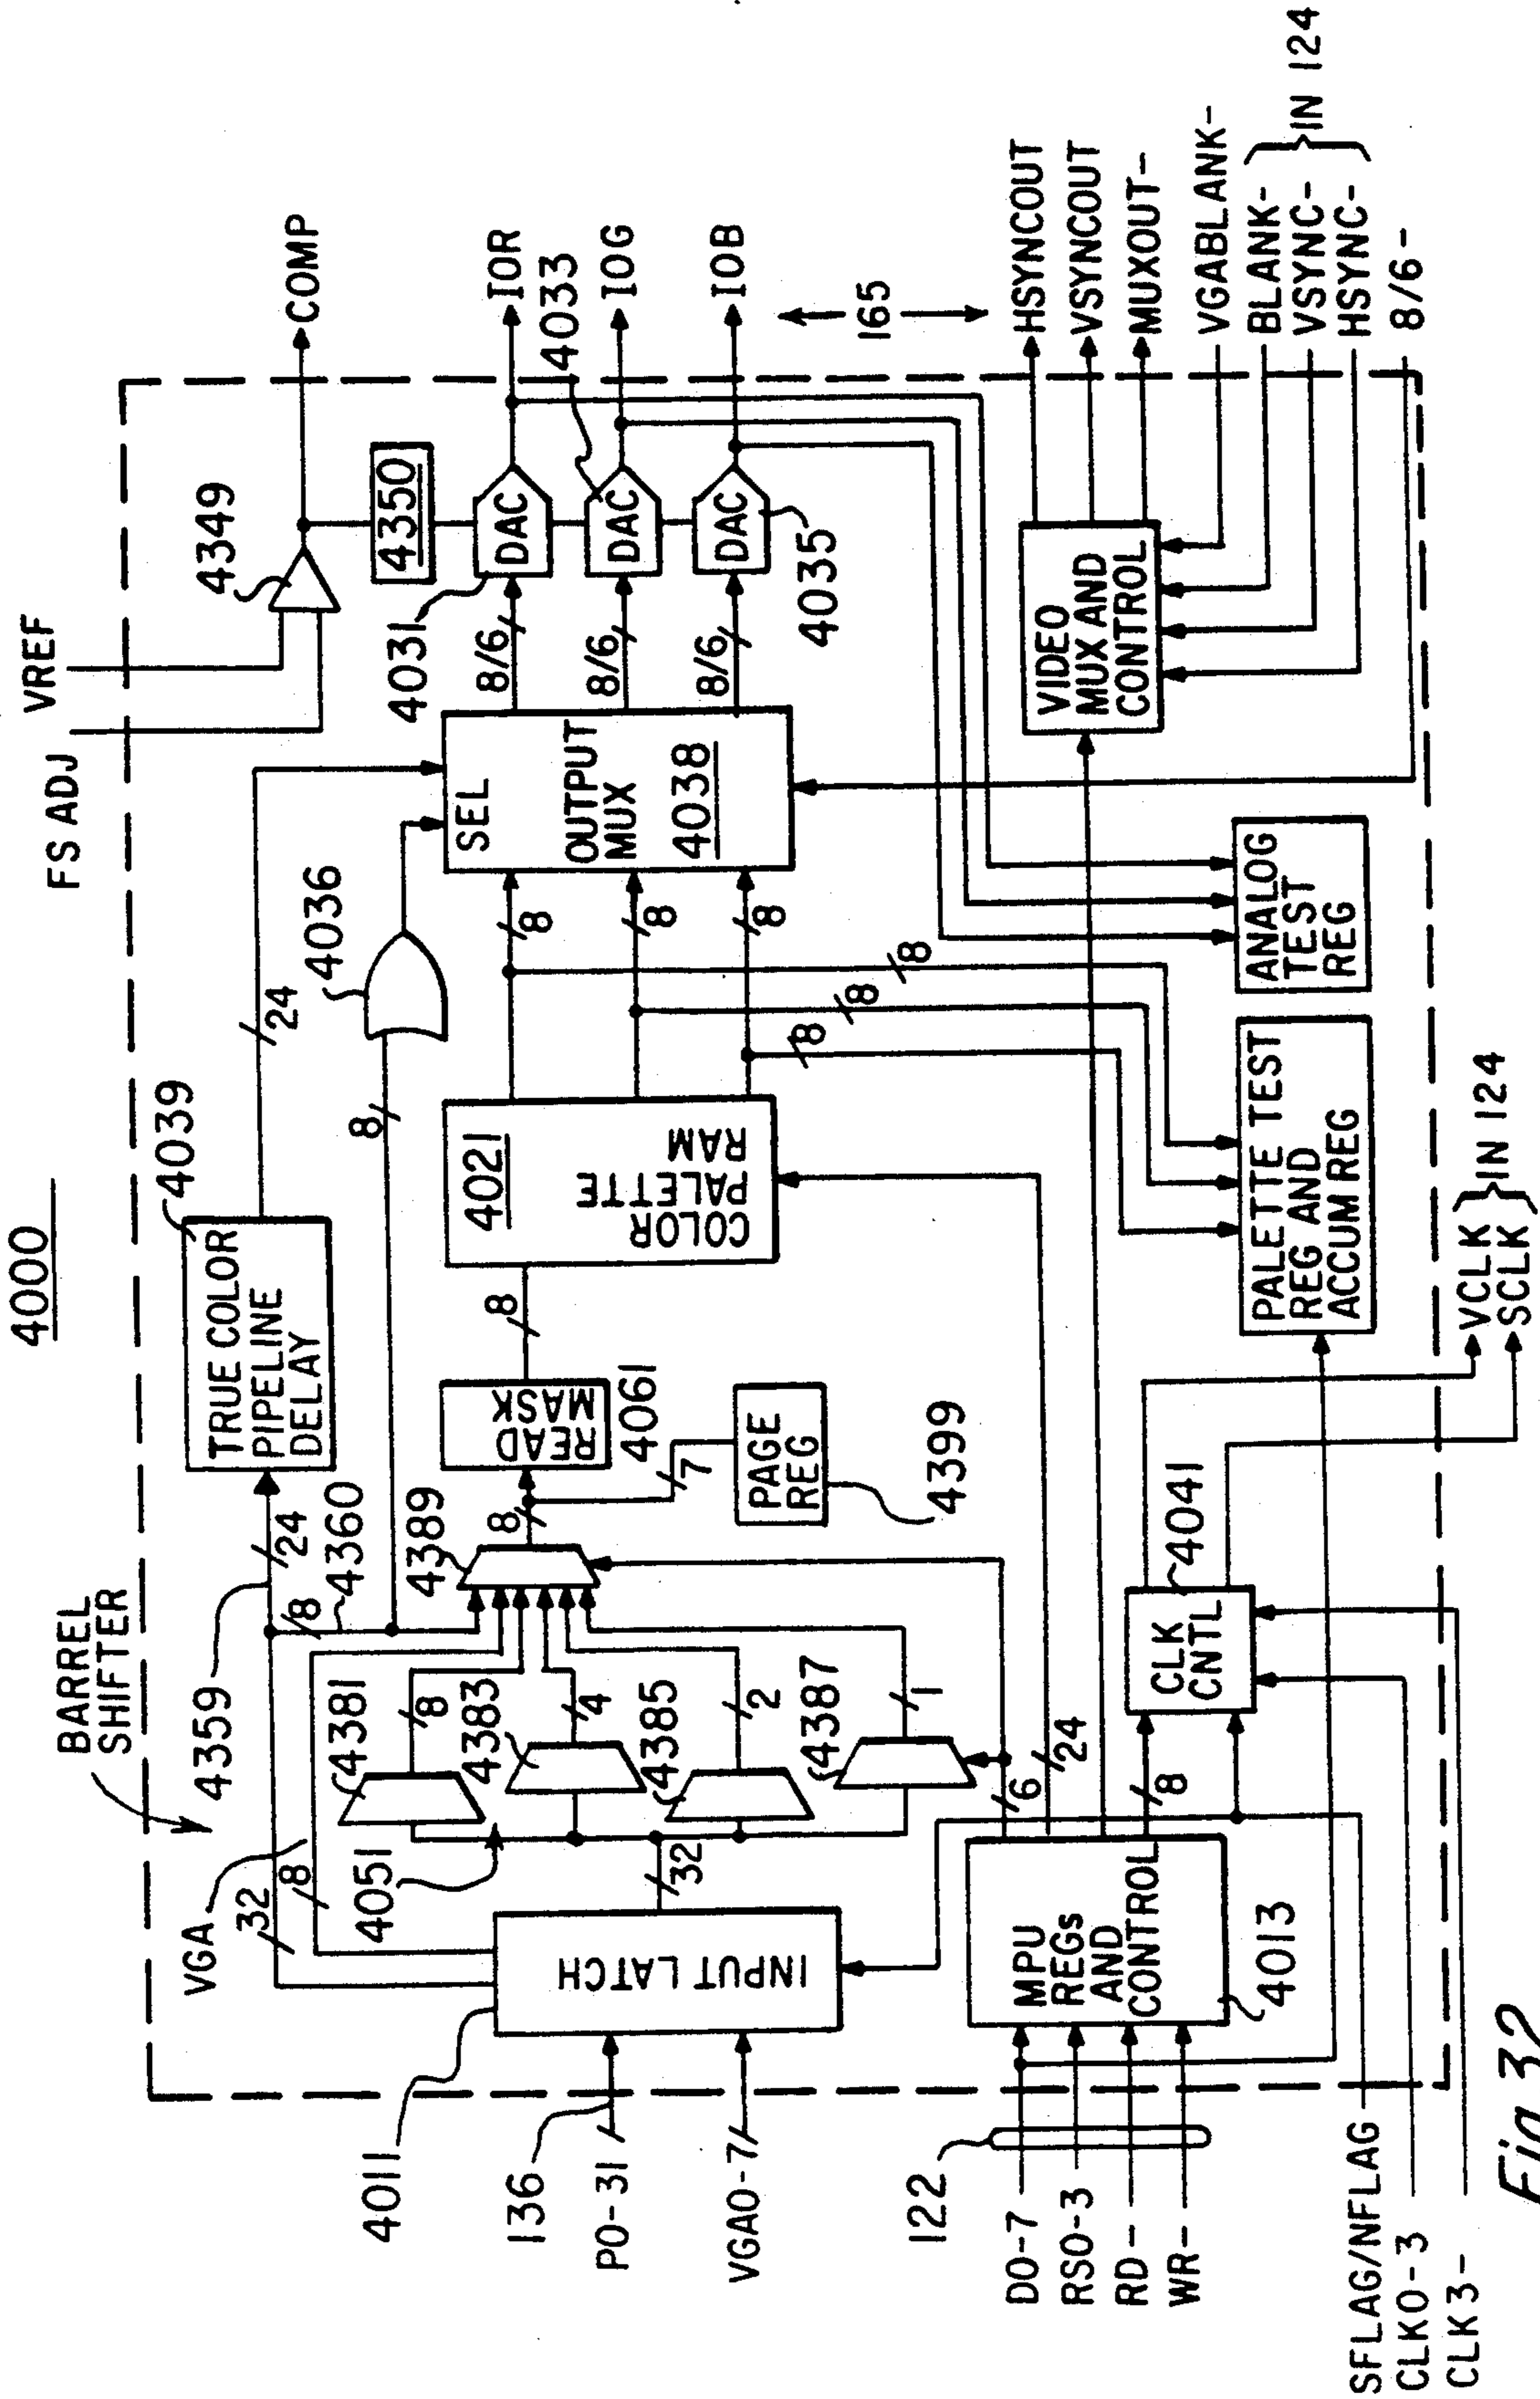 4000
FS ADJ
VREF
4349
COMP
BARREL
SHIFTER
4359
24
4360
TRUE COLOR
PIPELINE
DELAY
4039
24
4036
8
8
4350
VGA
32
8
4011
136
P0-31
VGA0-7
INPUT LATCH
4051
32
4381
8
4383
4
4385
2
4387
1
4389
8
READ
MASK
4061
7
PAGE
REG
4399
8
4021
COLOR
PALETTE
RAM
8
8
8
8
8
8
SEL
OUTPUT
MUX
4038
8/6
8/6
8/6
4031
DAC
DAC
DAC
4033
4035
IOR
IOG
IOB
165
122
D0-7
RS0-3
RD-
WR-
MPU
REGs
AND
CONTROL
4013
6
24
8
CLK
CNTL
4041
VCLK
SCLK
IN 124
PALETTE TEST
REG AND
ACCUM REG
ANALOG
TEST
REG
VIDEO
MUX AND
CONTROL
HSYNCOUT
VSYNCOUT
MUXOUT-
VGABLANK-
BLANK-
VSYNC-
HSYNC-
IN 124
8/6-
SFLAG/NFLAG
CLK0-3
CLK3-
Fig. 32